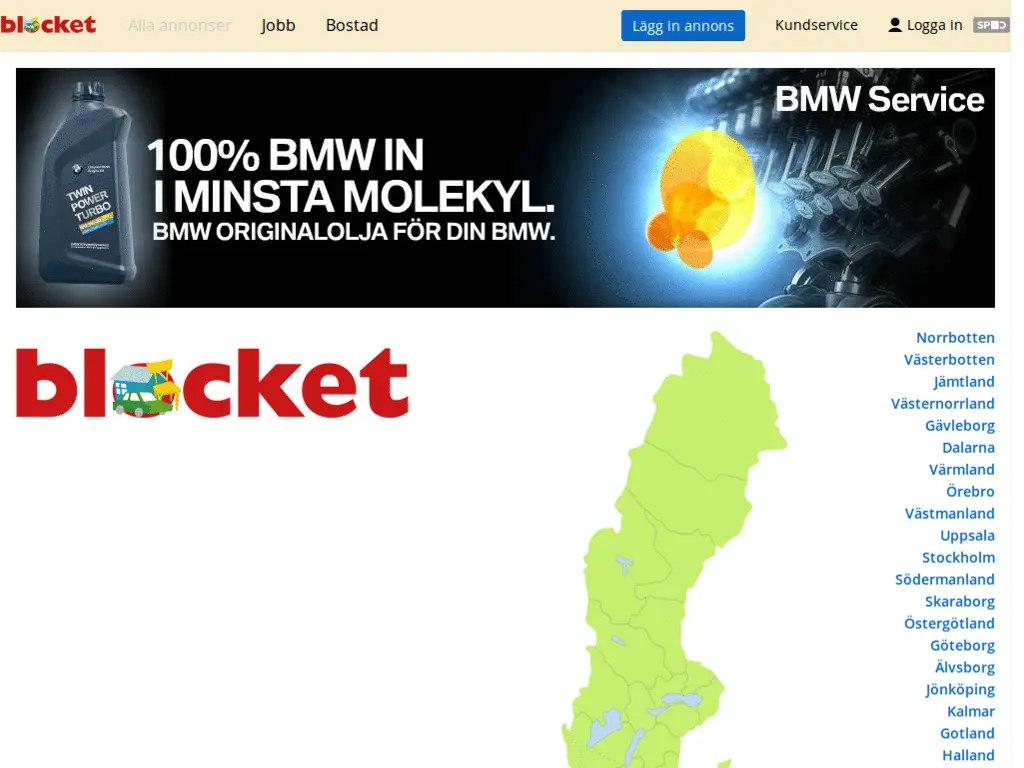 blocket Alla annonser Jobb Bostad Lägg in annons Kundservice Logga in
BMW Service
100% BMW IN
I MINSTA MOLEKYL.
BMW ORIGINALOLJA FÖR DIN BMW.
TWIN
POWER
TURBO
blocket
Norrbotten
Västerbotten
Jämtland
Västernorrland
Gävleborg
Dalarna
Värmland
Örebro
Västmanland
Uppsala
Stockholm
Södermanland
Skaraborg
Östergötland
Göteborg
Älvsborg
Jönköping
Kalmar
Gotland
Halland